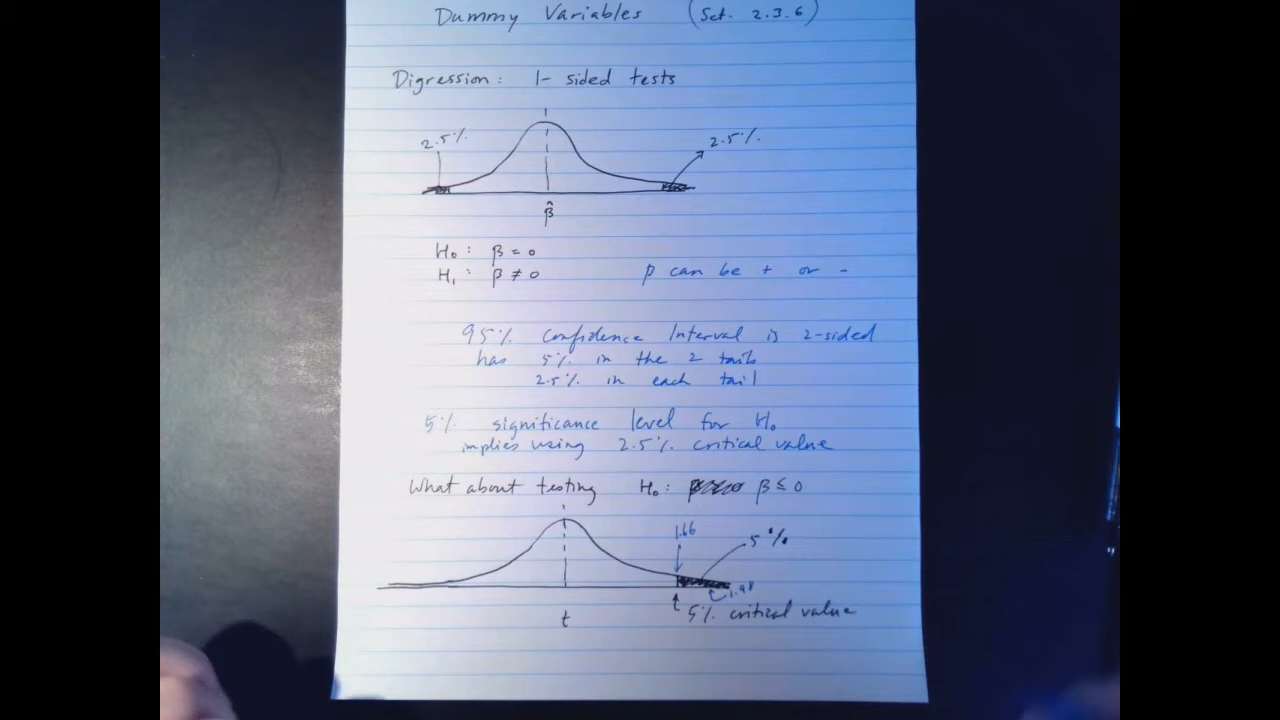 Dummy Variables (Sct. 2.3.6)
Digression: 1-sided tests
2.5% 2.5%
β̂
H₀: β = 0
H₁: β ≠ 0 β can be + or -
95% confidence Interval is 2-sided
has 5% in the 2 tails
2.5% in each tail
5% significance level for H₀
implies using 2.5% critical value
What about testing H₀: β ≤ 0
1.66 5%
1.98
t 5% critical value